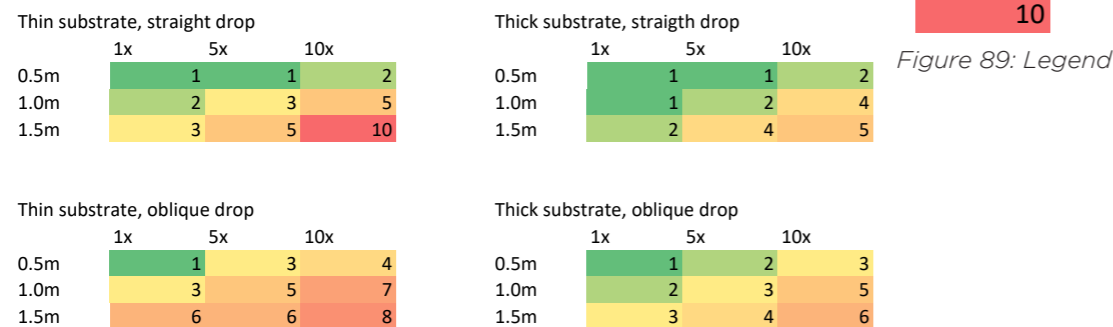 Thin substrate, straight drop
1x 5x 10x
0.5m 1 1 2
1.0m 2 3 5
1.5m 3 5 10
Thick substrate, straigth drop
1x 5x 10x
0.5m 1 1 2
1.0m 1 2 4
1.5m 2 4 5
10
Figure 89: Legend
Thin substrate, oblique drop
1x 5x 10x
0.5m 1 3 4
1.0m 3 5 7
1.5m 6 6 8
Thick substrate, oblique drop
1x 5x 10x
0.5m 1 2 3
1.0m 2 3 5
1.5m 3 4 6